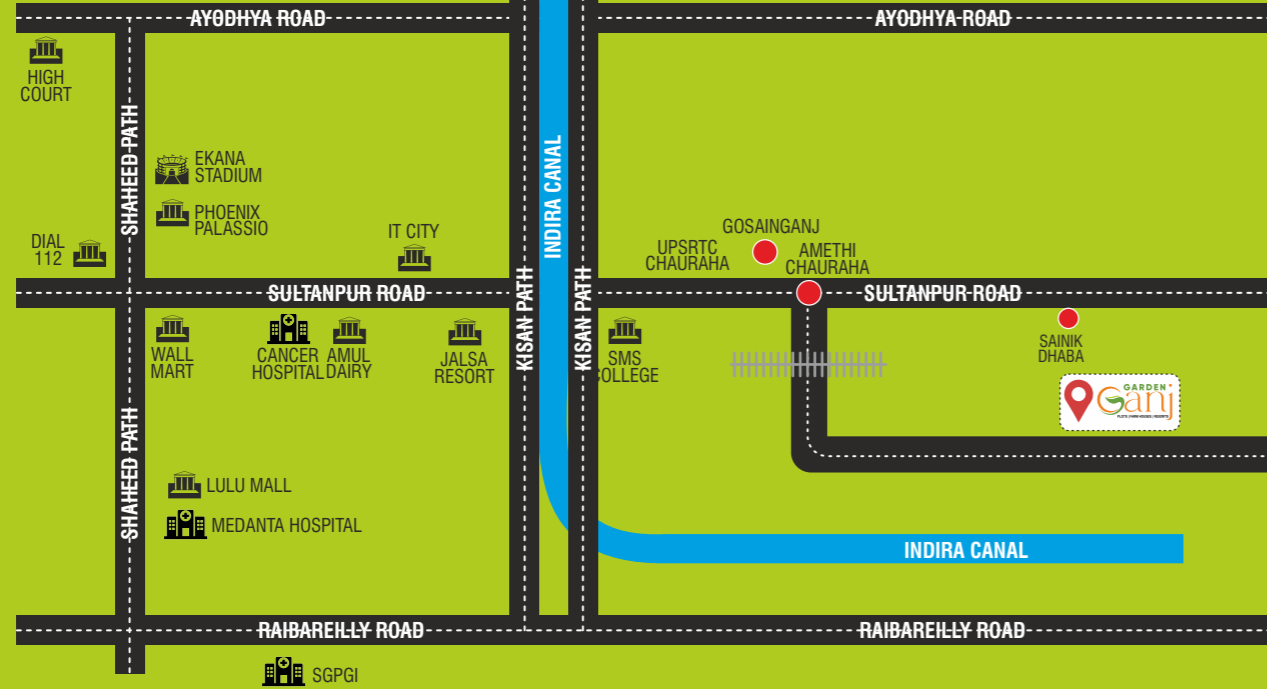 AYODHYA ROAD
AYODHYA ROAD
HIGH
COURT
SHAHEED PATH
EKANA
STADIUM
PHOENIX
PALASSIO
DIAL
112
IT CITY
INDIRA CANAL
GOSAINGANJ
UPSRTC
CHAURAHA
AMETHI
CHAURAHA
SULTANPUR ROAD
SULTANPUR ROAD
KISAN PATH
KISAN PATH
WALL
MART
CANCER
HOSPITAL
AMUL
DAIRY
JALSA
RESORT
SMS
COLLEGE
SAINIK
DHABA
GARDEN
Ganj
SHAHEED PATH
LULU MALL
MEDANTA HOSPITAL
INDIRA CANAL
RAIBAREILLY ROAD
RAIBAREILLY ROAD
SGPGI